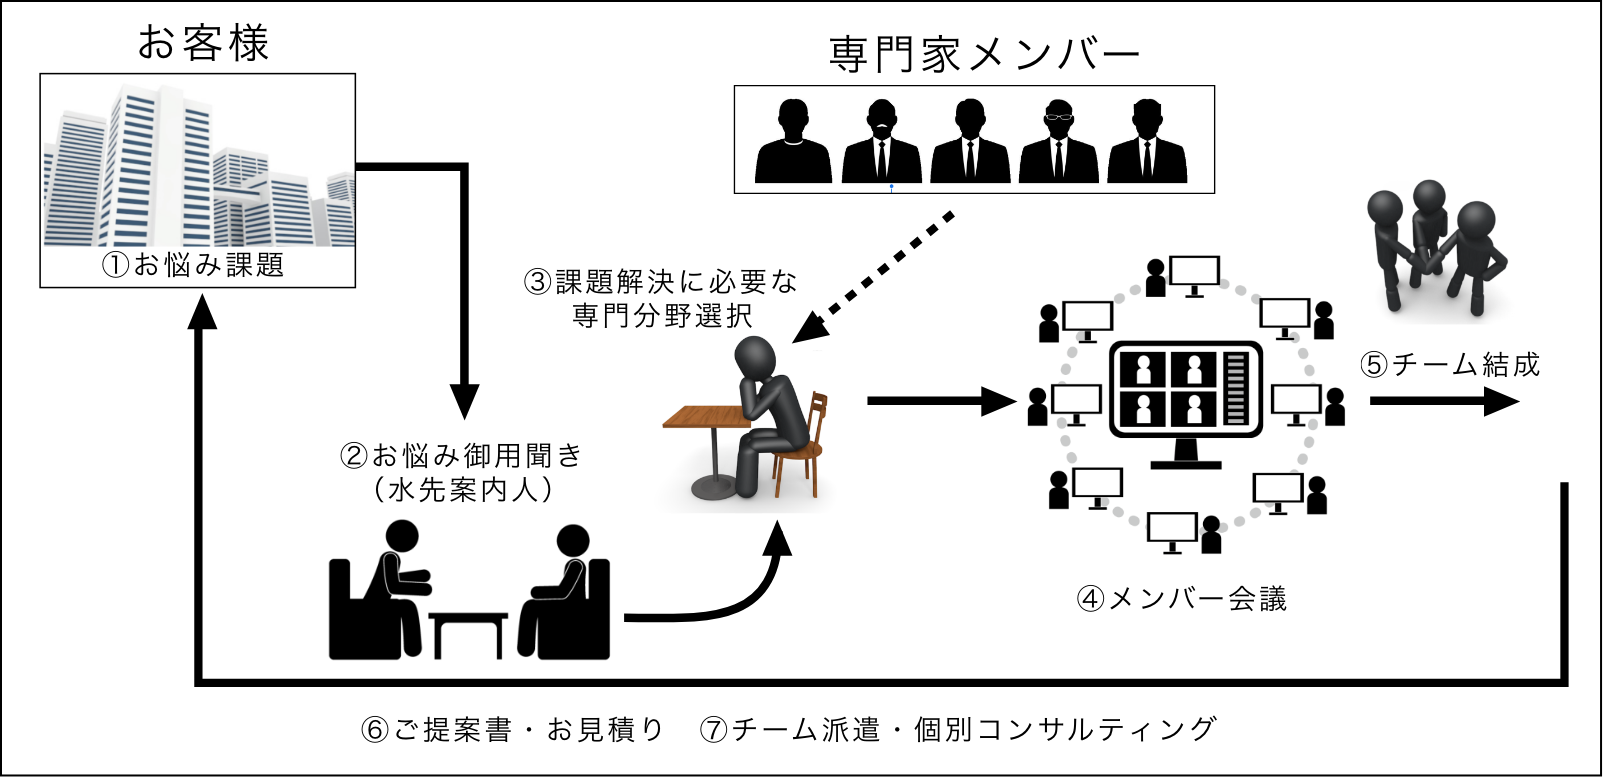 お客様
専門家メンバー
①お悩み課題
③課題解決に必要な
専門分野選択
⑤チーム結成
②お悩み御用聞き
（水先案内人）
④メンバー会議
⑥ご提案書・お見積り　⑦チーム派遣・個別コンサルティング